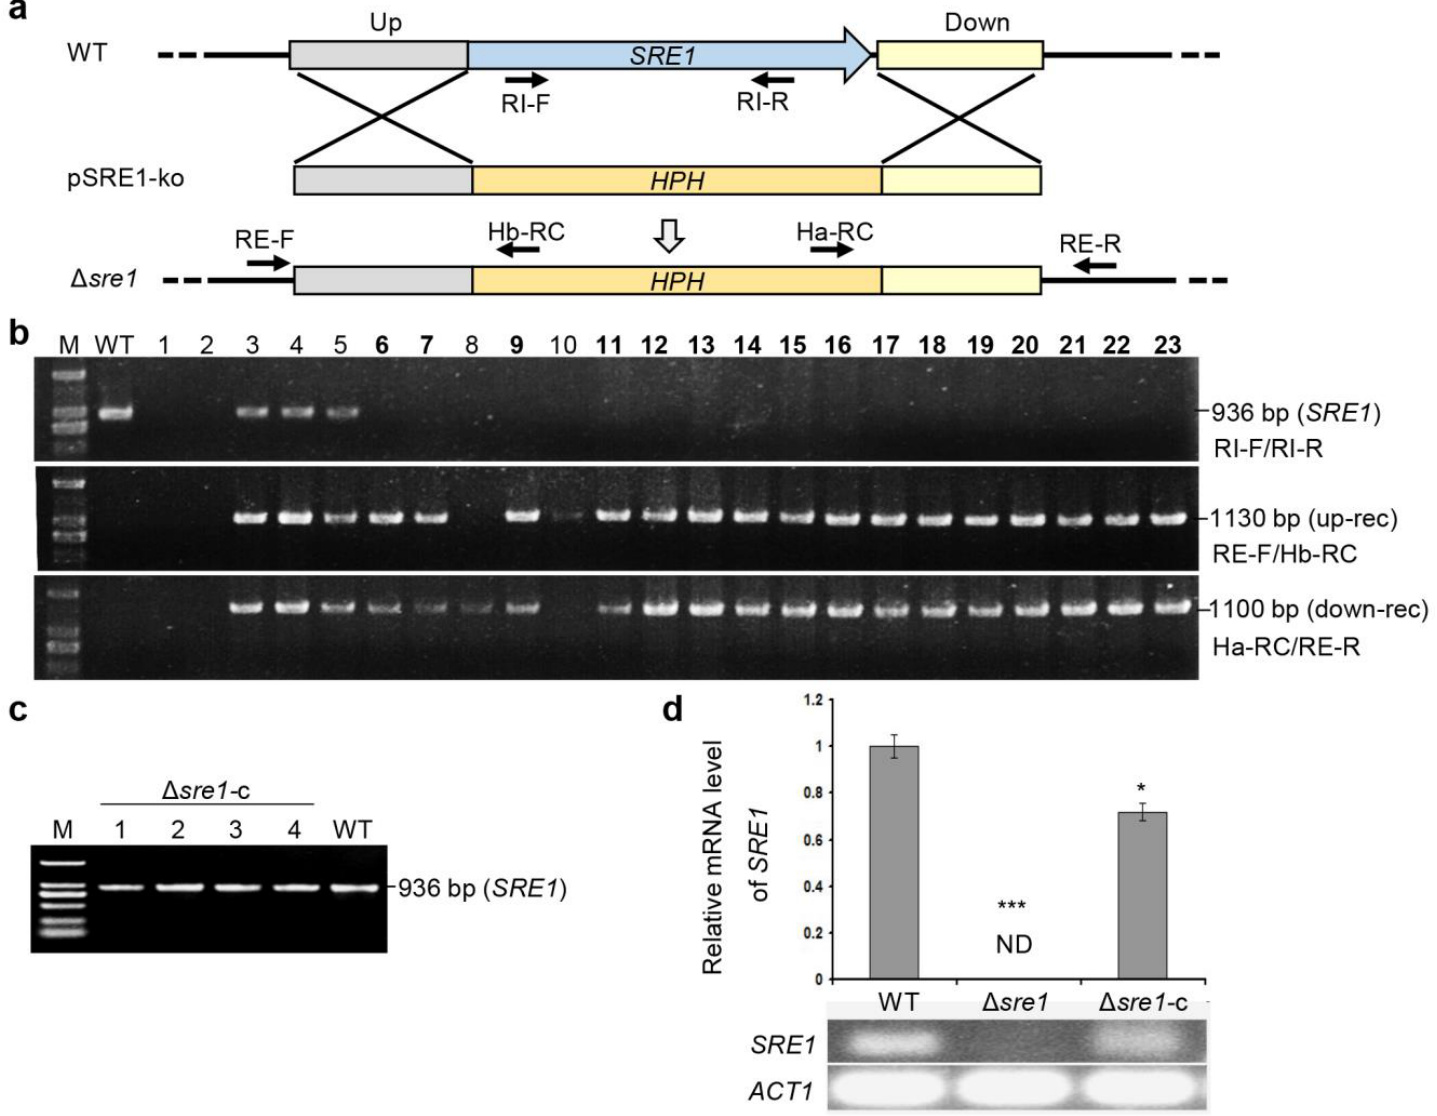 a
Up
Down
WT
SRE1
RI-F
RI-R
pSRE1-ko
HPH
Hb-RC
Ha-RC
RE-F
RE-R
Δsre1
HPH
b
M WT 1 2 3 4 5 6 7 8 9 10 11 12 13 14 15 16 17 18 19 20 21 22 23
936 bp (SRE1)
RI-F/RI-R
1130 bp (up-rec)
RE-F/Hb-RC
1100 bp (down-rec)
Ha-RC/RE-R
c
Δsre1-c
M 1 2 3 4 WT
936 bp (SRE1)
d
Relative mRNA level
of SRE1
1.2
1
0.8
0.6
0.4
0.2
0
*
***
ND
WT Δsre1 Δsre1-c
SRE1
ACT1